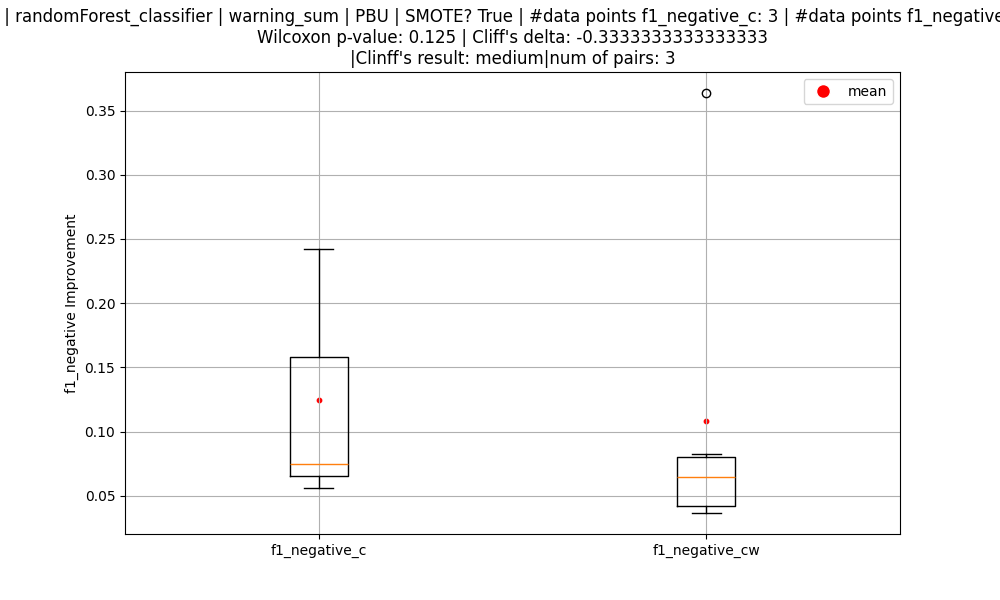 | randomForest_classifier | warning_sum | PBU | SMOTE? True | #data points f1_negative_c: 3 | #data points f1_negative
Wilcoxon p-value: 0.125 | Cliff's delta: -0.3333333333333333
|Clinff's result: medium|num of pairs: 3
mean
0.35
0.30
0.25
0.20
0.15
0.10
0.05
f1_negative Improvement
f1_negative_c
f1_negative_cw